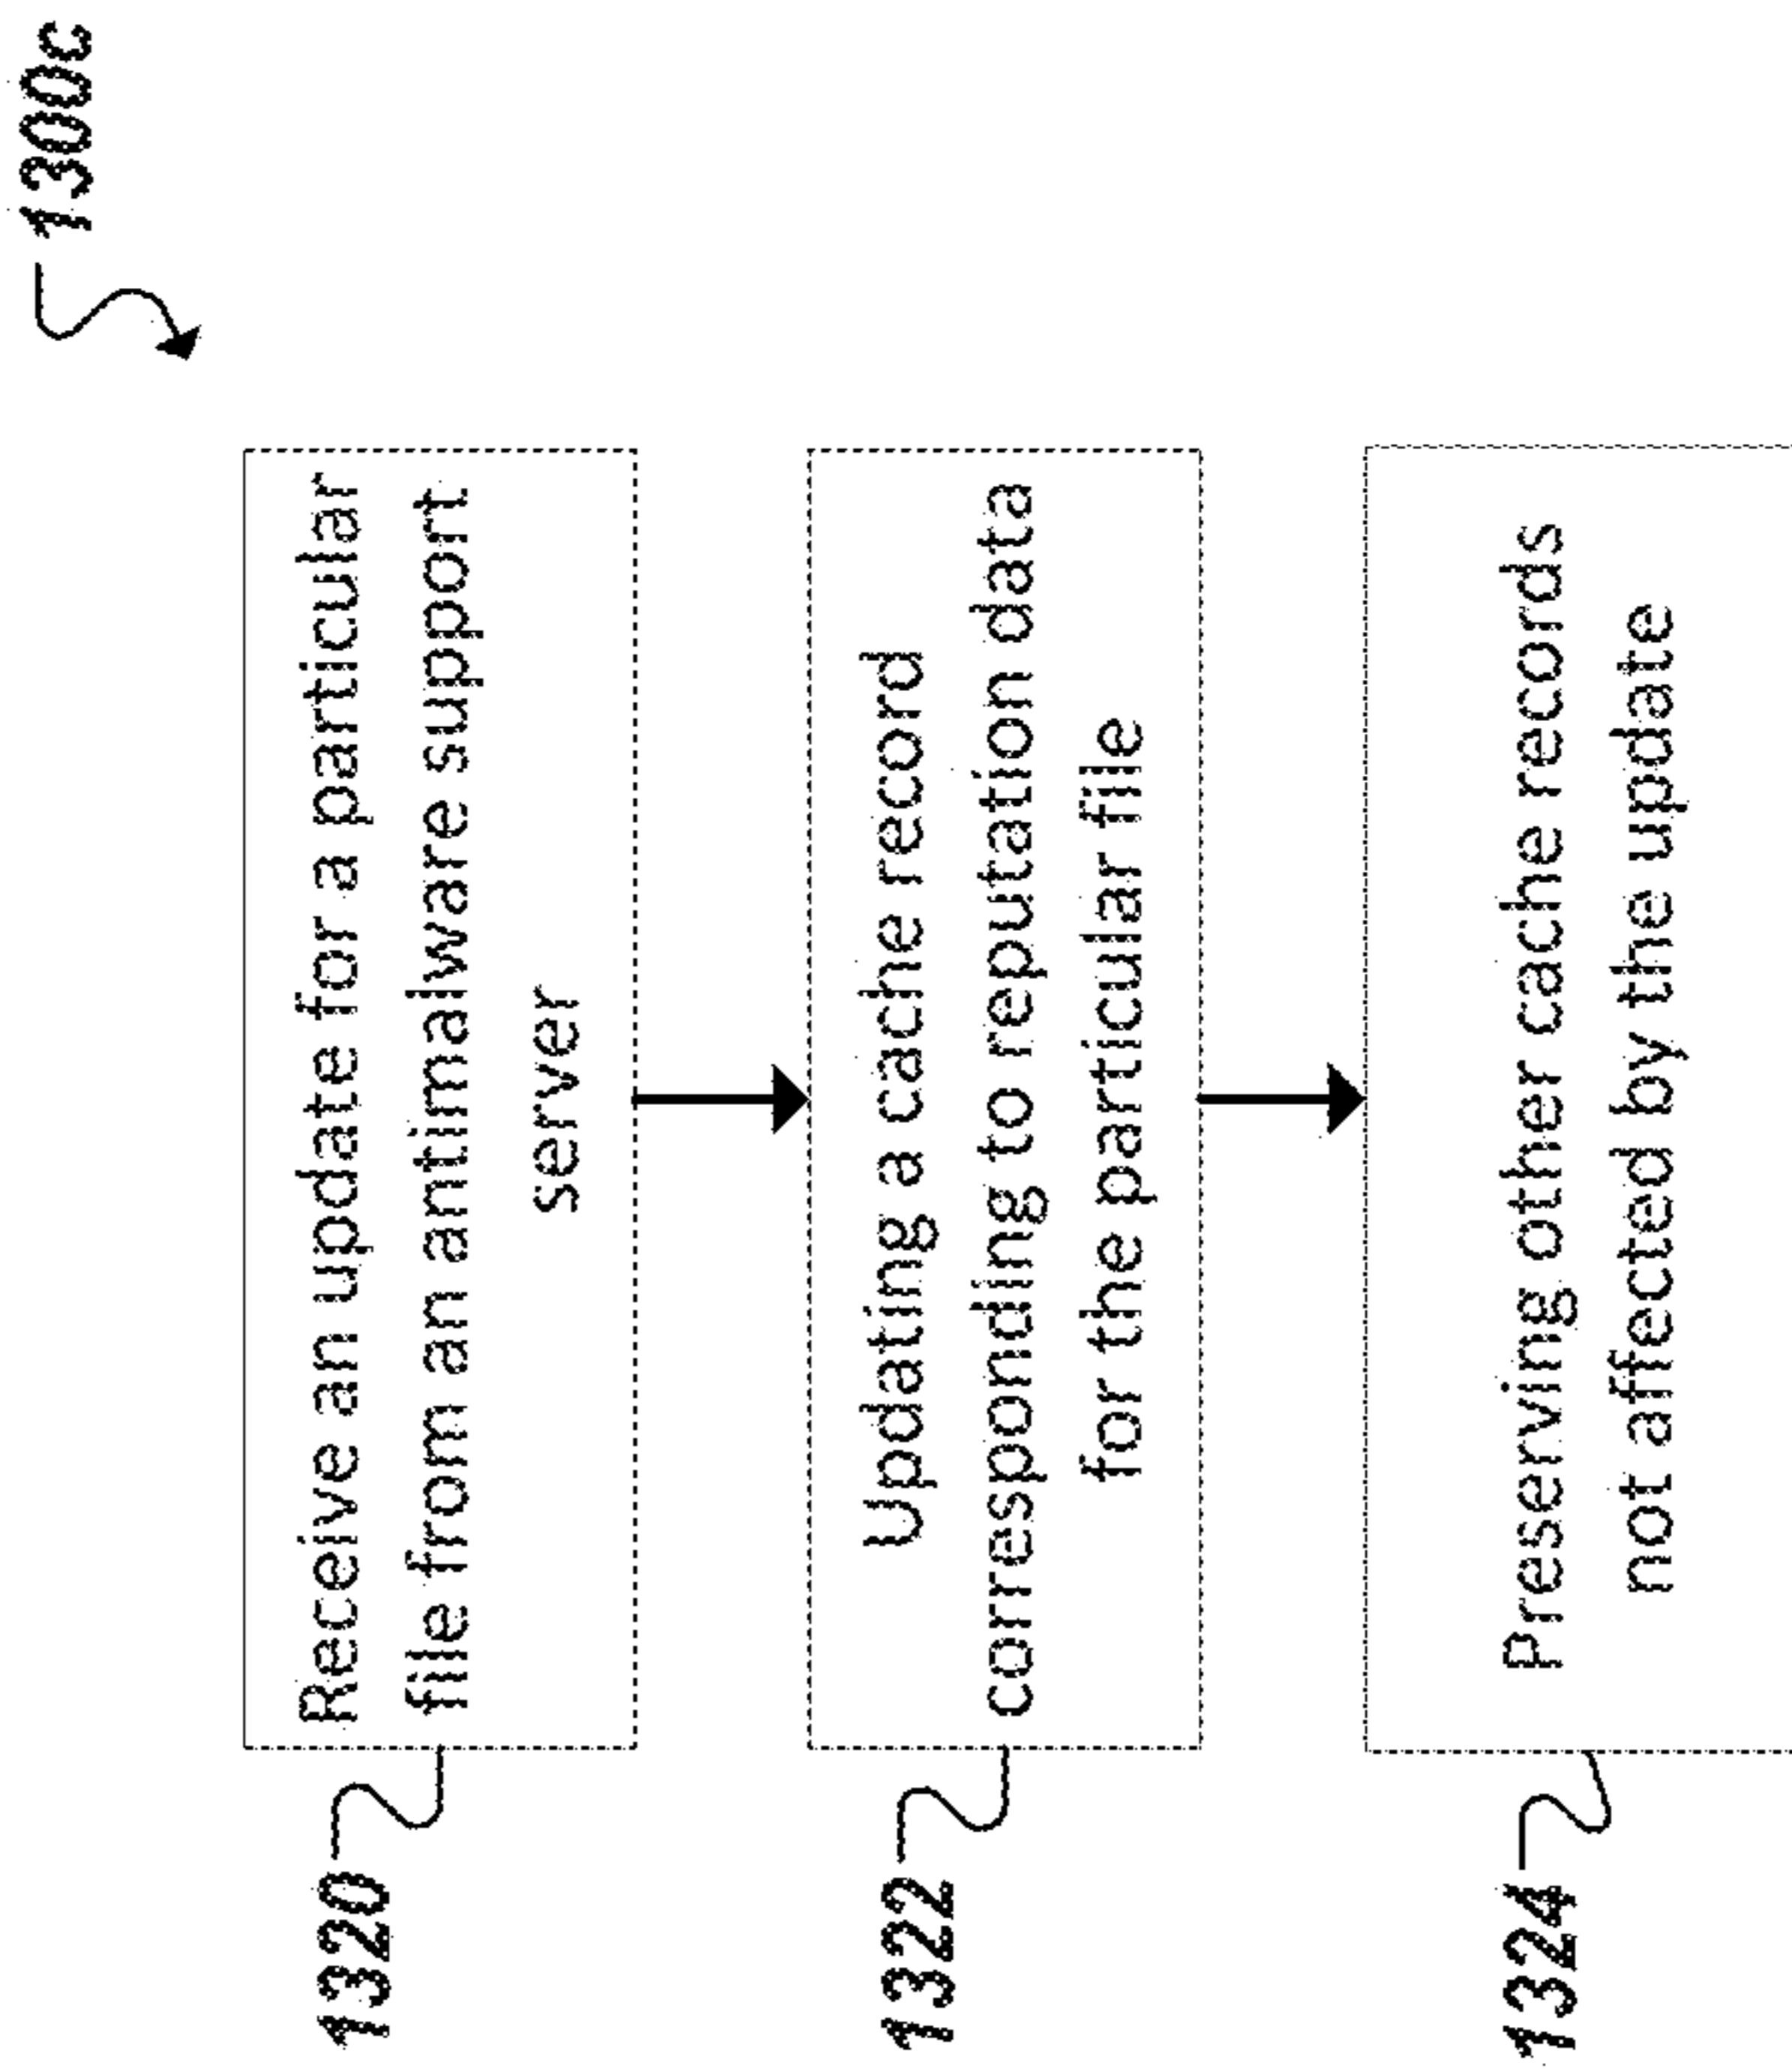 1300c
1320
Receive an update for a particular
file from an antimalware support
server
1322
Updating a cache record
corresponding to reputation data
for the particular file
1324
Preserving other cache records
not affected by the update